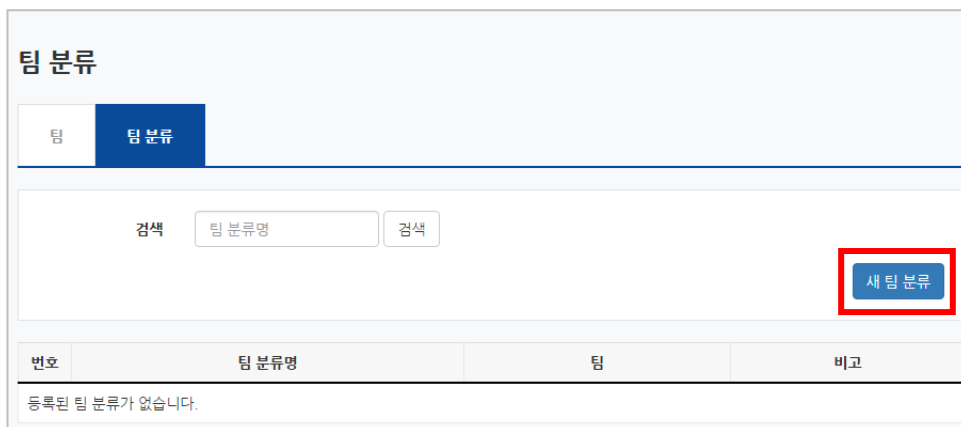 팀 분류
팀 팀 분류
검색 팀 분류명 검색
새 팀 분류
번호 팀 분류명 팀 비고
등록된 팀 분류가 없습니다.